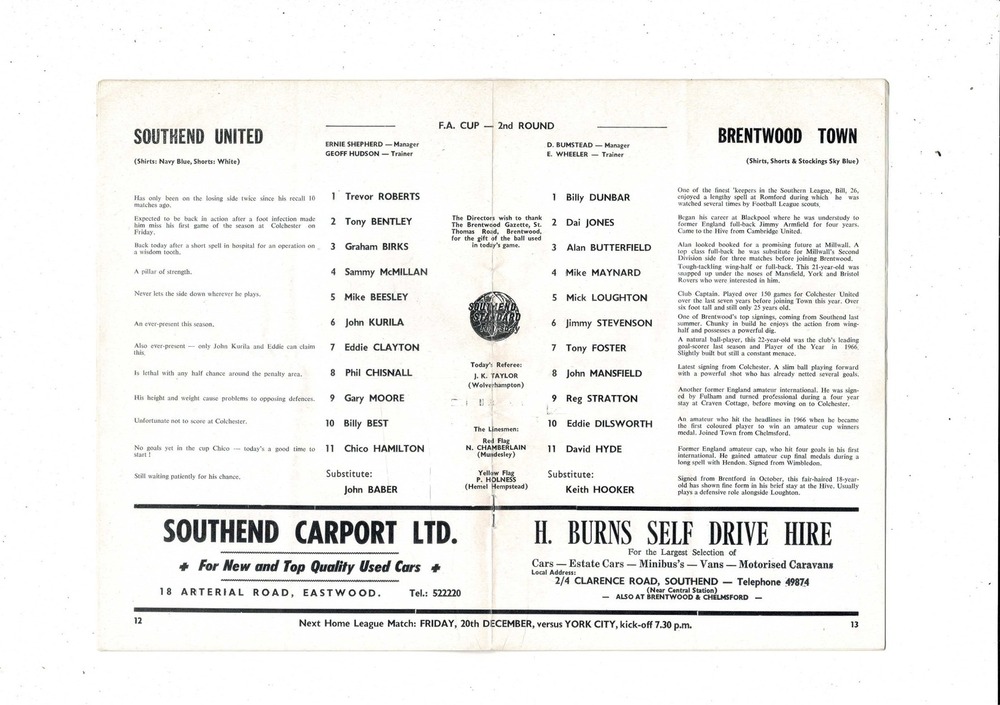 F.A. CUP — 2nd ROUND
SOUTHEND UNITED
(Shirts: Navy Blue, Shorts: White)
ERNIE SHEPHERD — Manager
GEOFF HUDSON — Trainer
Has only been on the losing side twice since his recall 10
matches ago.
1 Trevor ROBERTS
Expected to be back in action after a foot infection made
him miss his first game of the season at Colchester on
Friday.
2 Tony BENTLEY
Back today after a short spell in hospital for an operation on
a wisdom tooth.
3 Graham BIRKS
A pillar of strength.
4 Sammy McMILLAN
Never lets the side down wherever he plays.
5 Mike BEESLEY
An ever-present this season.
6 John KURILA
Also ever-present — only John Kurila and Eddie can claim
this.
7 Eddie CLAYTON
Is lethal with any half chance around the penalty area.
8 Phil CHISNALL
His height and weight cause problems to opposing defences.
9 Gary MOORE
Unfortunate not to score at Colchester.
10 Billy BEST
No goals yet in the cup Chico — today's a good time to
start !
11 Chico HAMILTON
Still waiting patiently for his chance.
Substitute:
John BABER
The Directors wish to thank
The Brentwood Gazette, St.
Thomas Road, Brentwood,
for the gift of the ball used
in today's game.
SOUTHEND
STANDARD
Today's Referee:
J. K. TAYLOR
(Wolverhampton)
The Linesmen:
Red Flag
N. CHAMBERLAIN
(Mundesley)
Yellow Flag
P. HOLNESS
(Hemel Hempstead)
BRENTWOOD TOWN
(Shirts, Shorts & Stockings Sky Blue)
D. BUMSTEAD — Manager
E. WHEELER — Trainer
1 Billy DUNBAR
One of the finest 'keepers in the Southern League, Bill, 26,
enjoyed a lengthy spell at Romford during which he was
watched several times by Football League scouts.
2 Dai JONES
Began his career at Blackpool where he was understudy to
former England full-back Jimmy Armfield for four years.
Came to the Hive from Cambridge United.
3 Alan BUTTERFIELD
Alan looked booked for a promising future at Millwall. A
top class full-back he was substitute for Millwall's Second
Division side for three matches before joining Brentwood.
4 Mike MAYNARD
Tough-tackling wing-half or full-back. This 21-year-old was
snapped up under the noses of Mansfield, York and Bristol
Rovers who were interested in him.
5 Mick LOUGHTON
Club Captain. Played over 150 games for Colchester United
over the last seven years before joining Town this year. Over
six foot tall and still only 25 years old.
6 Jimmy STEVENSON
One of Brentwood's top signings, coming from Southend last
summer. Chunky in build he enjoys the action from wing-
half and possesses a powerful dig.
7 Tony FOSTER
A natural ball-player, this 22-year-old was the club's leading
goal-scorer last season and Player of the Year in 1966.
Slightly built but still a constant menace.
8 John MANSFIELD
Latest signing from Colchester. A slim ball playing forward
with a powerful shot who has already netted several goals.
9 Reg STRATTON
Another former England amateur international. He was sign-
ed by Fulham and turned professional during a four year
stay at Craven Cottage, before moving on to Colchester.
10 Eddie DILSWORTH
An amateur who hit the headlines in 1966 when he became
the first coloured player to win an amateur cup winners
medal. Joined Town from Chelmsford.
11 David HYDE
Former England amateur cap, who hit four goals in his first
international. He gained amateur cup final medals during a
long spell with Hendon. Signed from Wimbledon.
Substitute:
Keith HOOKER
Signed from Brentford in October, this fair-haired 18-year-
old has shown fine form in his brief stay at the Hive. Usually
plays a defensive role alongside Loughton.
SOUTHEND CARPORT LTD.
For New and Top Quality Used Cars
18 ARTERIAL ROAD, EASTWOOD. Tel.: 522220
H. BURNS SELF DRIVE HIRE
For the Largest Selection of
Cars — Estate Cars — Minibus's — Vans — Motorised Caravans
Local Address:
2/4 CLARENCE ROAD, SOUTHEND — Telephone 49874
(Near Central Station)
— ALSO AT BRENTWOOD & CHELMSFORD —
12
Next Home League Match: FRIDAY, 20th DECEMBER, versus YORK CITY, kick-off 7.30 p.m.
13